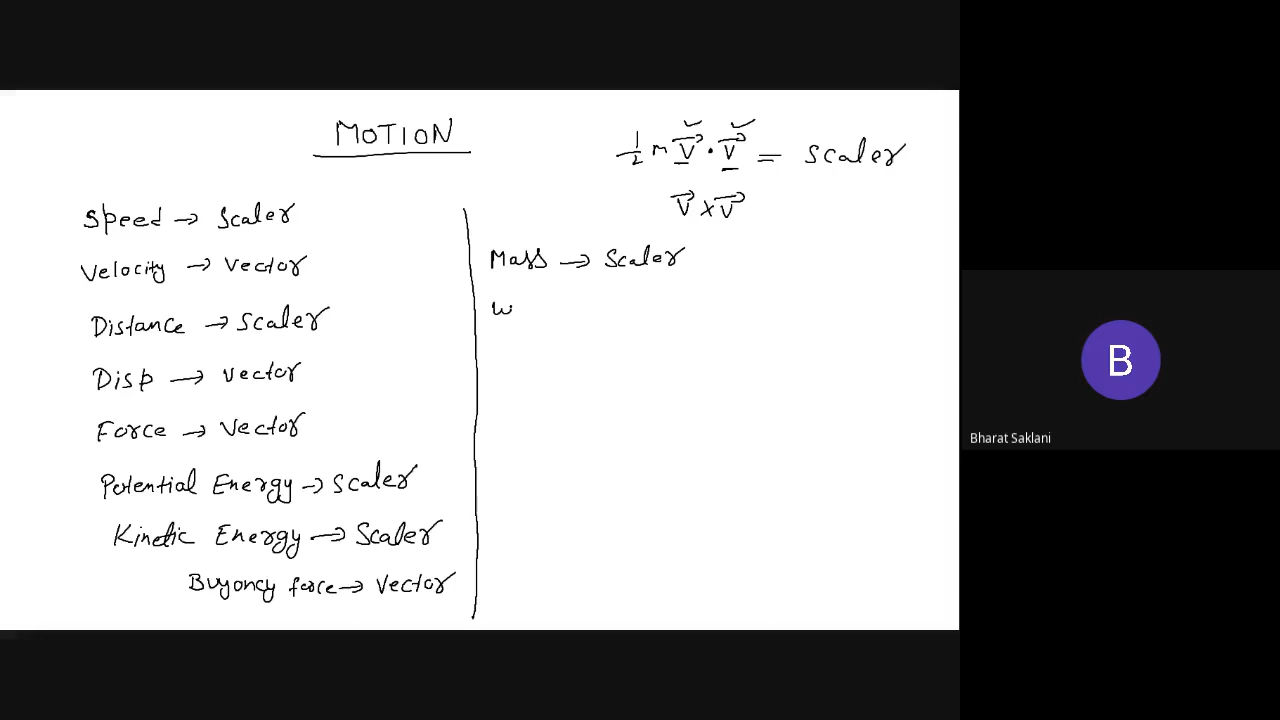 MOTION
1/2 m V⃗ · V⃗ = Scaler
V⃗ × V⃗
Speed → Scaler
Velocity → Vector
Distance → Scaler
Disp → Vector
Force → Vector
Potential Energy → Scaler
Kinetic Energy → Scaler
Buyoncy force → Vector
Mass → Scaler
W
B
Bharat Saklani